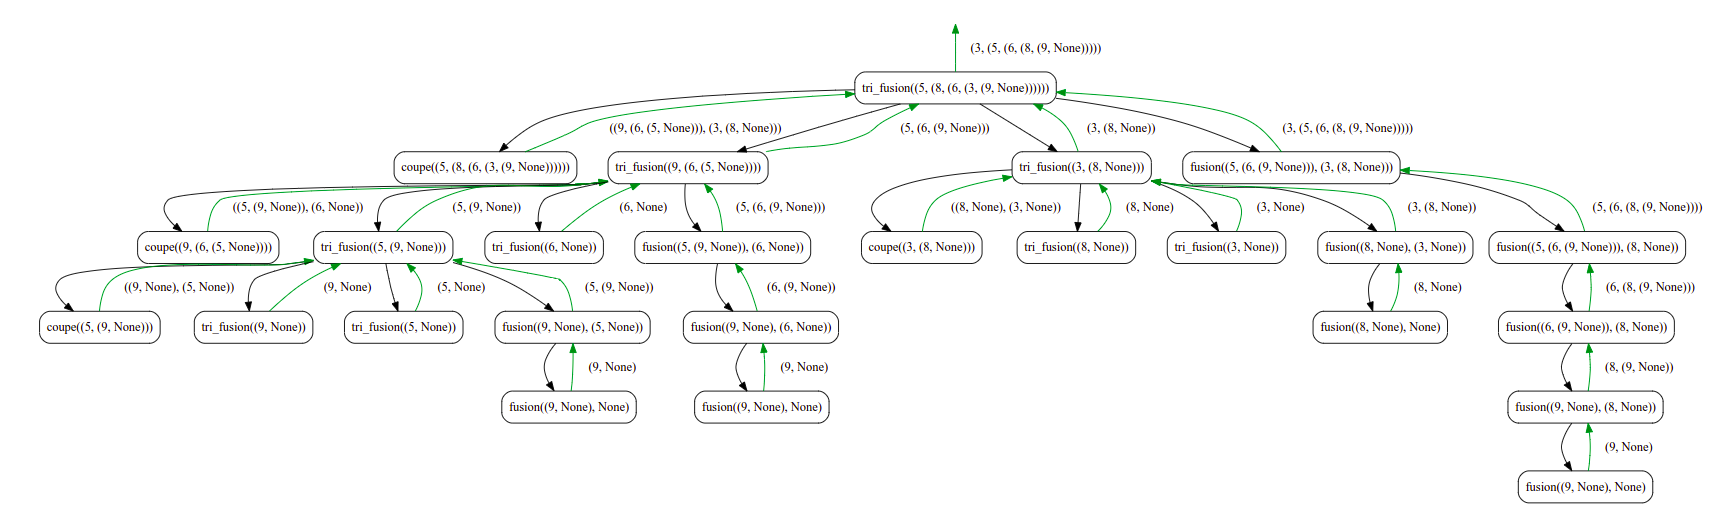 (3, (5, (6, (8, (9, None)))))
tri_fusion((5, (8, (6, (3, (9, None))))))
((9, (6, (5, None))), (3, (8, None)))
(5, (6, (9, None)))
(3, (8, None))
(3, (5, (6, (8, (9, None)))))
coupe((5, (8, (6, (3, (9, None))))))
tri_fusion((9, (6, (5, None))))
tri_fusion((3, (8, None)))
fusion((5, (6, (9, None))), (3, (8, None)))
((5, (9, None)), (6, None))
(5, (9, None))
(6, None)
(5, (6, (9, None)))
((8, None), (3, None))
(8, None)
(3, None)
(3, (8, None))
(5, (6, (8, (9, None))))
coupe((9, (6, (5, None))))
tri_fusion((5, (9, None)))
tri_fusion((6, None))
fusion((5, (9, None)), (6, None))
coupe((3, (8, None)))
tri_fusion((8, None))
tri_fusion((3, None))
fusion((8, None), (3, None))
fusion((5, (6, (9, None))), (8, None))
((9, None), (5, None))
(9, None)
(5, None)
(5, (9, None))
(6, (9, None))
(8, None)
(6, (8, (9, None)))
coupe((5, (9, None)))
tri_fusion((9, None))
tri_fusion((5, None))
fusion((9, None), (5, None))
fusion((9, None), (6, None))
fusion((8, None), None)
fusion((6, (9, None)), (8, None))
(9, None)
(9, None)
(8, (9, None))
fusion((9, None), None)
fusion((9, None), None)
fusion((9, None), (8, None))
(9, None)
fusion((9, None), None)